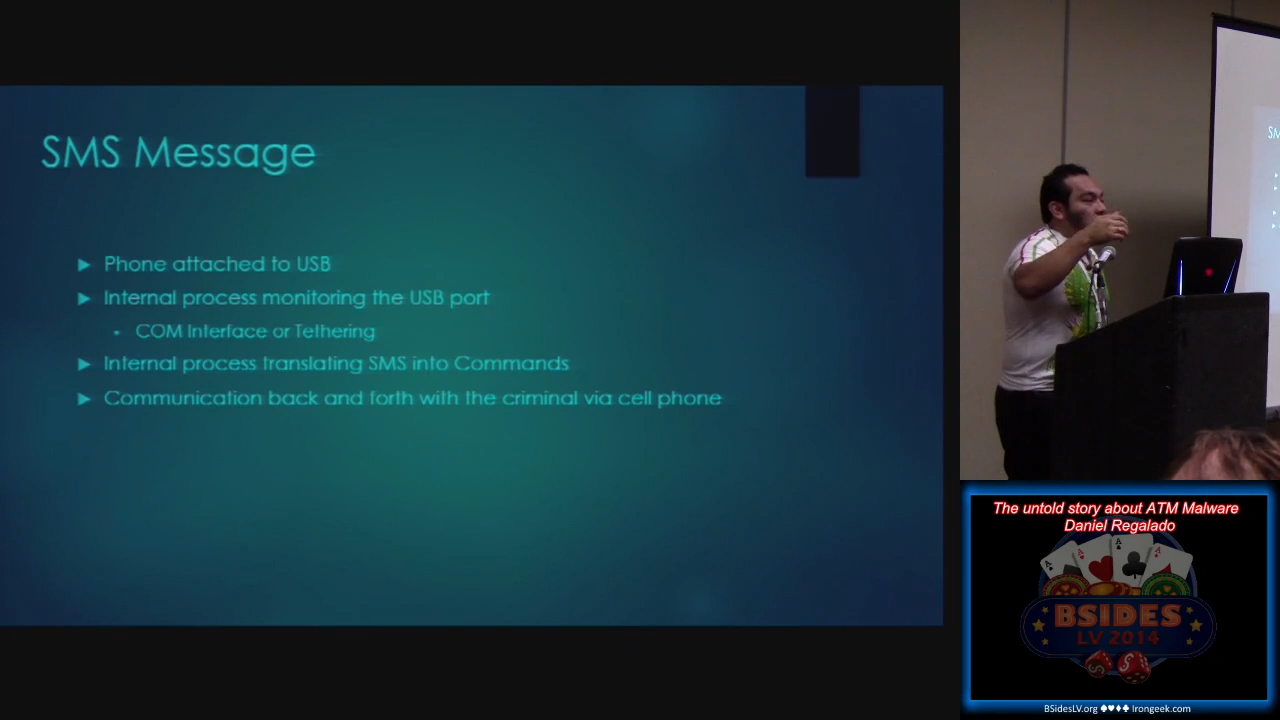 SMS Message
Phone attached to USB
Internal process monitoring the USB port
COM Interface or Tethering
Internal process translating SMS into Commands
Communication back and forth with the criminal via cell phone
SM
The untold story about ATM Malware
Daniel Regalado
A
A
A
A
BSIDES
LV 2014
BSidesLV.org ♠♥♦♣ Irongeek.com